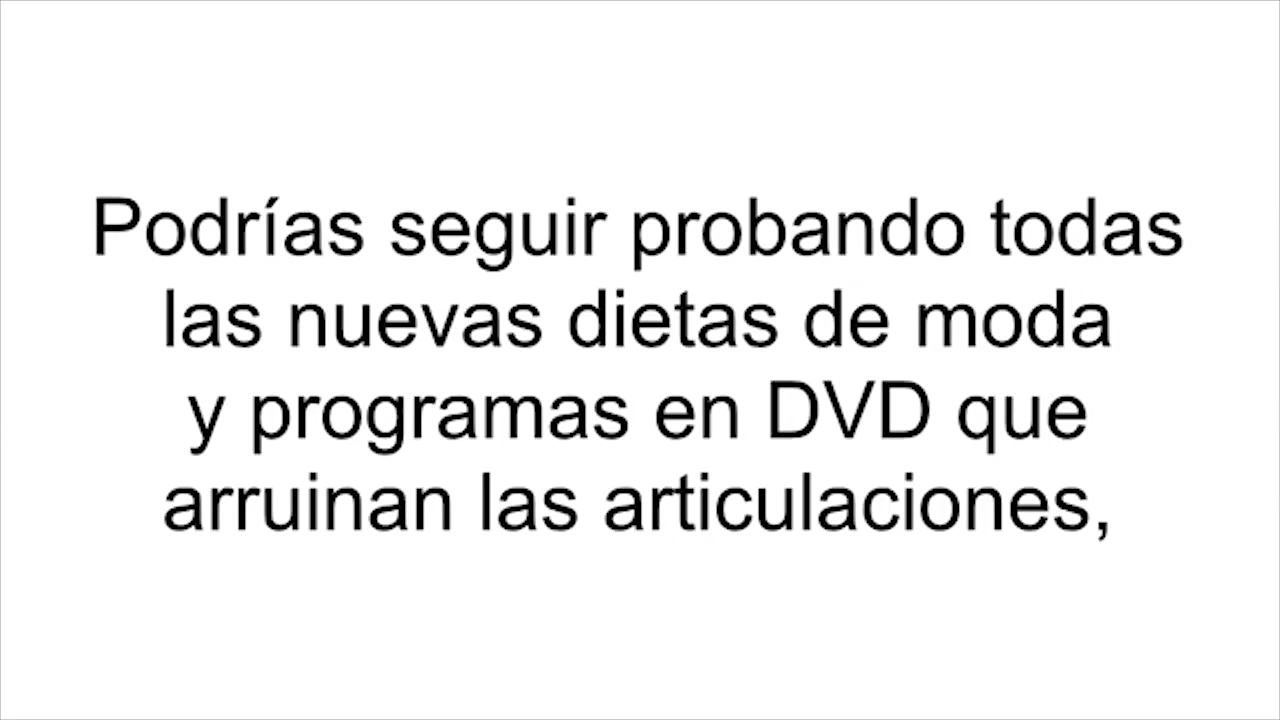 Podrías seguir probando todas
las nuevas dietas de moda
y programas en DVD que
arruinan las articulaciones,